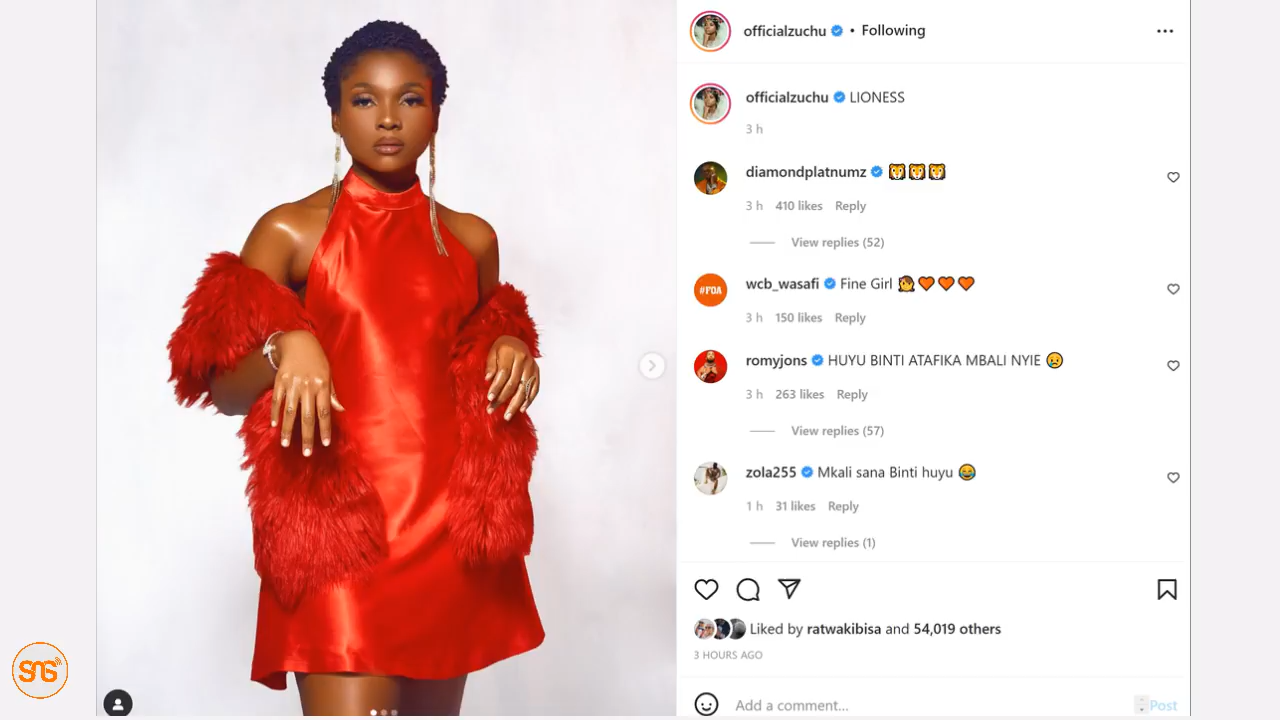 officialzuchu • Following
officialzuchu LIONESS
3 h
diamondplatnumz 🐯🐯🐯
3 h 410 likes Reply
View replies (52)
#FOA
wcb_wasafi Fine Girl 🙍🧡🧡🧡
3 h 150 likes Reply
romyjons HUYU BINTI ATAFIKA MBALI NYIE 😢
3 h 263 likes Reply
View replies (57)
zola255 Mkali sana Binti huyu 😂
1 h 31 likes Reply
View replies (1)
Liked by ratwakibisa and 54,019 others
3 HOURS AGO
Add a comment... Post
SNS